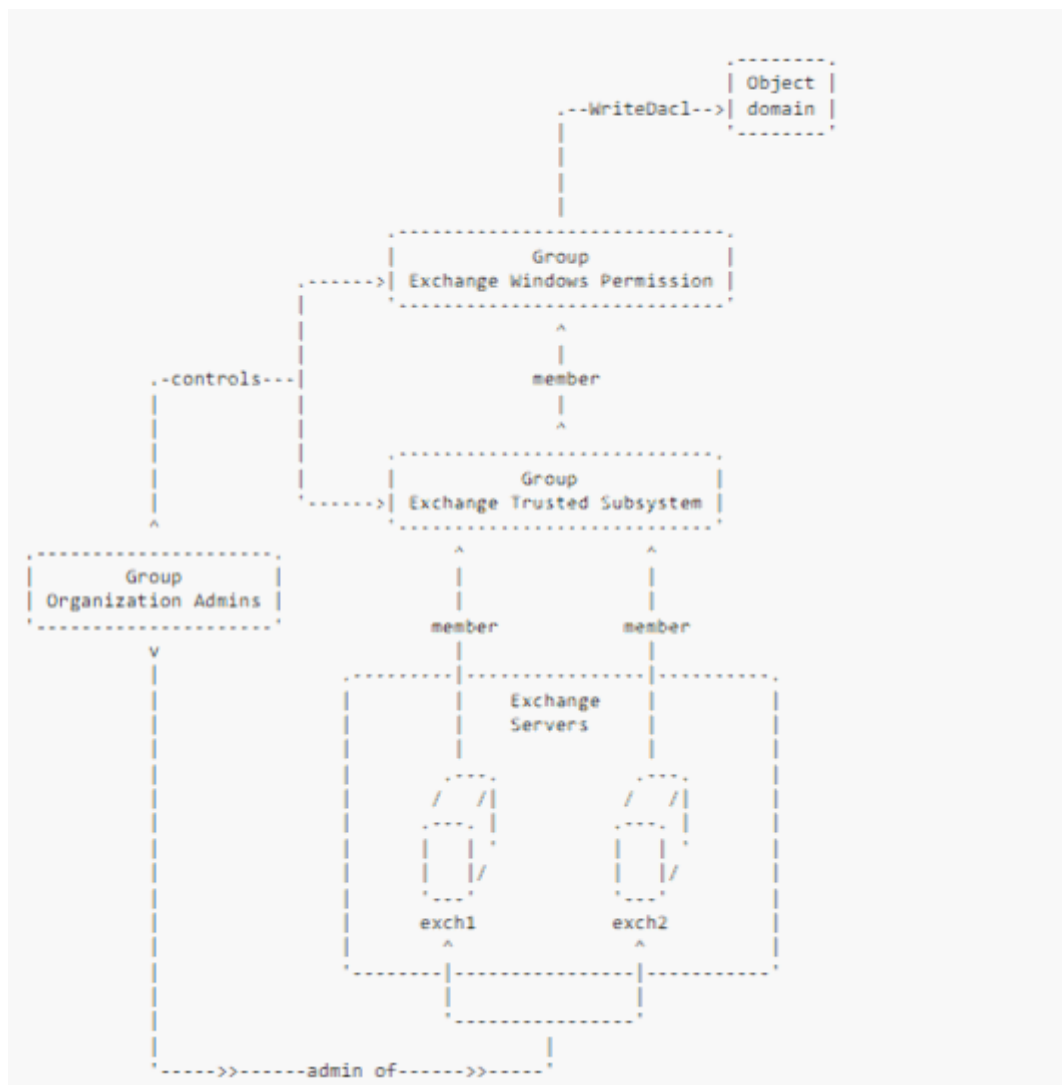 Object
domain
WriteDacl
Group
Exchange Windows Permission
controls
member
Group
Exchange Trusted Subsystem
Group
Organization Admins
member member
Exchange
Servers
exch1 exch2
admin of